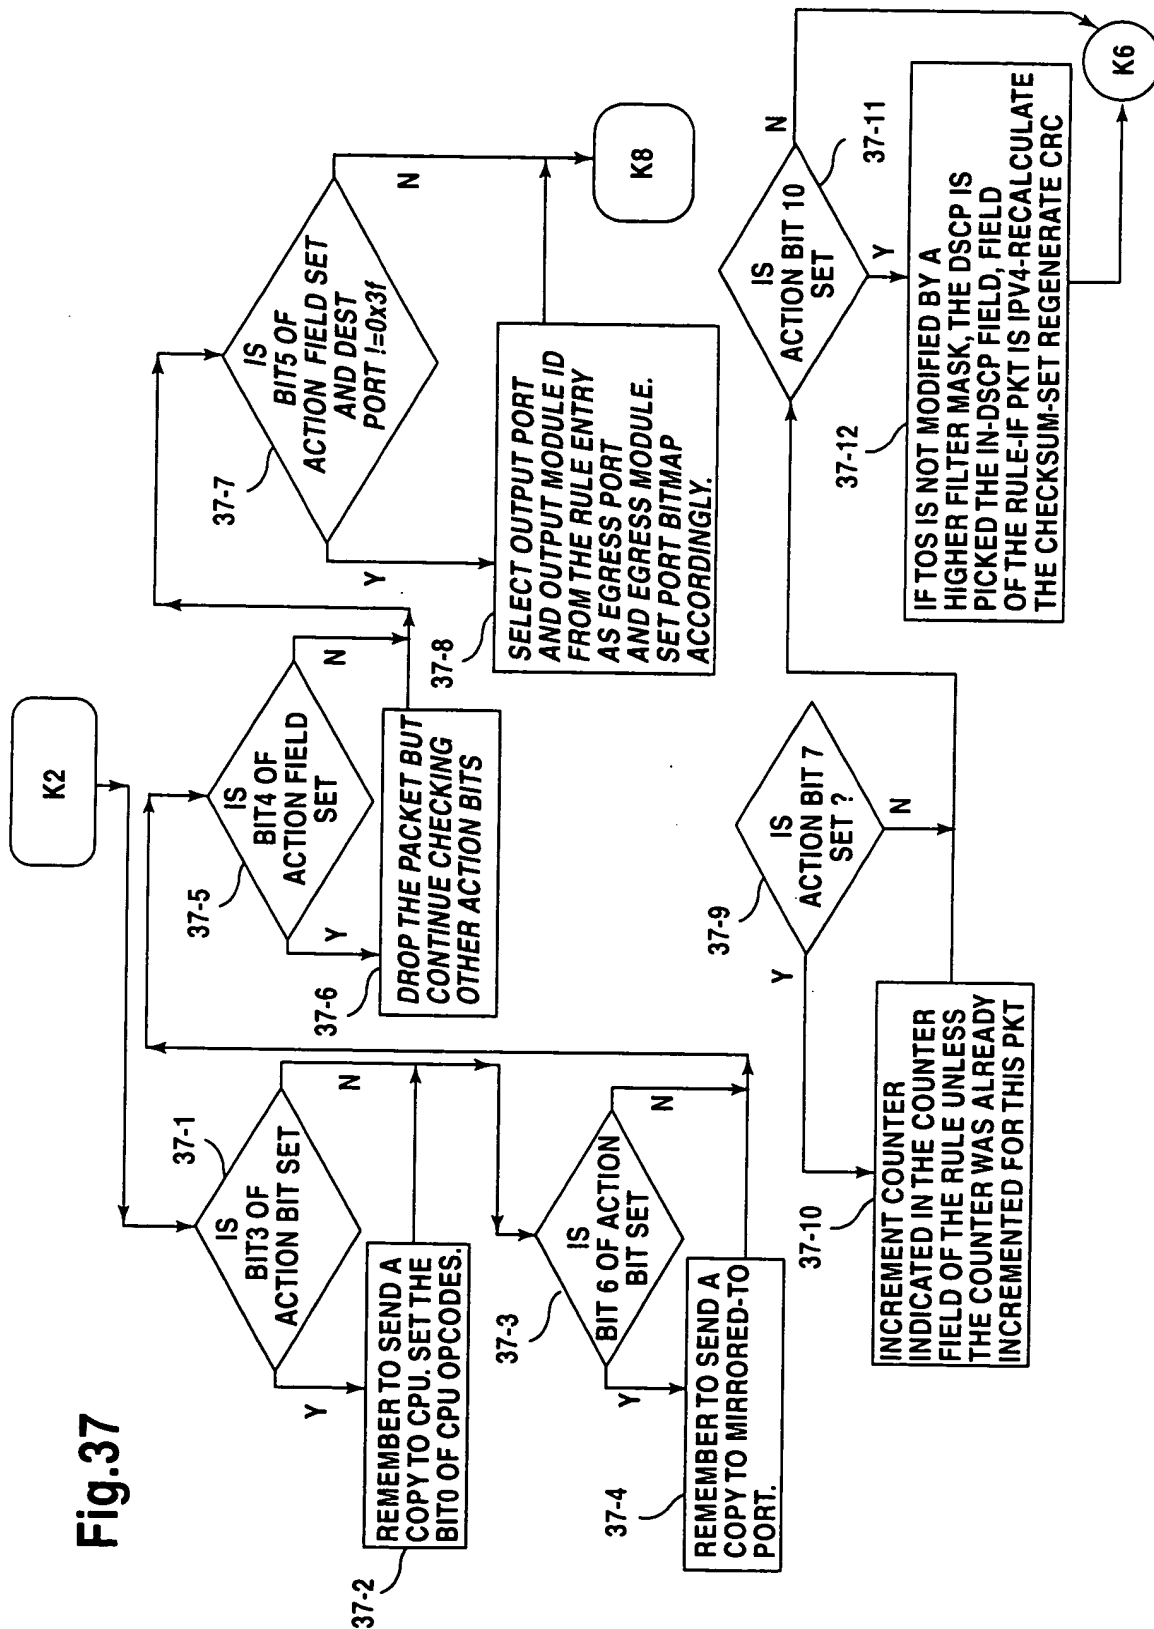 Fig.37
K2
37-1
IS
BIT3 OF
ACTION BIT SET
Y
N
37-2
REMEMBER TO SEND A
COPY TO CPU. SET THE
BIT0 OF CPU OPCODES.
37-3
IS
BIT 6 OF ACTION
BIT SET
Y
N
37-4
REMEMBER TO SEND A
COPY TO MIRRORED-TO
PORT.
37-5
IS
BIT4 OF
ACTION FIELD
SET
Y
N
37-6
DROP THE PACKET BUT
CONTINUE CHECKING
OTHER ACTION BITS
37-7
IS
BIT5 OF
ACTION FIELD SET
AND DEST
PORT !=0x3f
Y
N
37-8
SELECT OUTPUT PORT
AND OUTPUT MODULE ID
FROM THE RULE ENTRY
AS EGRESS PORT
AND EGRESS MODULE.
SET PORT BITMAP
ACCORDINGLY.
K8
37-9
IS
ACTION BIT 7
SET ?
Y
N
37-10
INCREMENT COUNTER
INDICATED IN THE COUNTER
FIELD OF THE RULE UNLESS
THE COUNTER WAS ALREADY
INCREMENTED FOR THIS PKT
37-11
IS
ACTION BIT 10
SET
Y
N
37-12
IF TOS IS NOT MODIFIED BY A
HIGHER FILTER MASK, THE DSCP IS
PICKED THE IN-DSCP FIELD, FIELD
OF THE RULE-IF PKT IS IPV4-RECALCULATE
THE CHECKSUM-SET REGENERATE CRC
K6